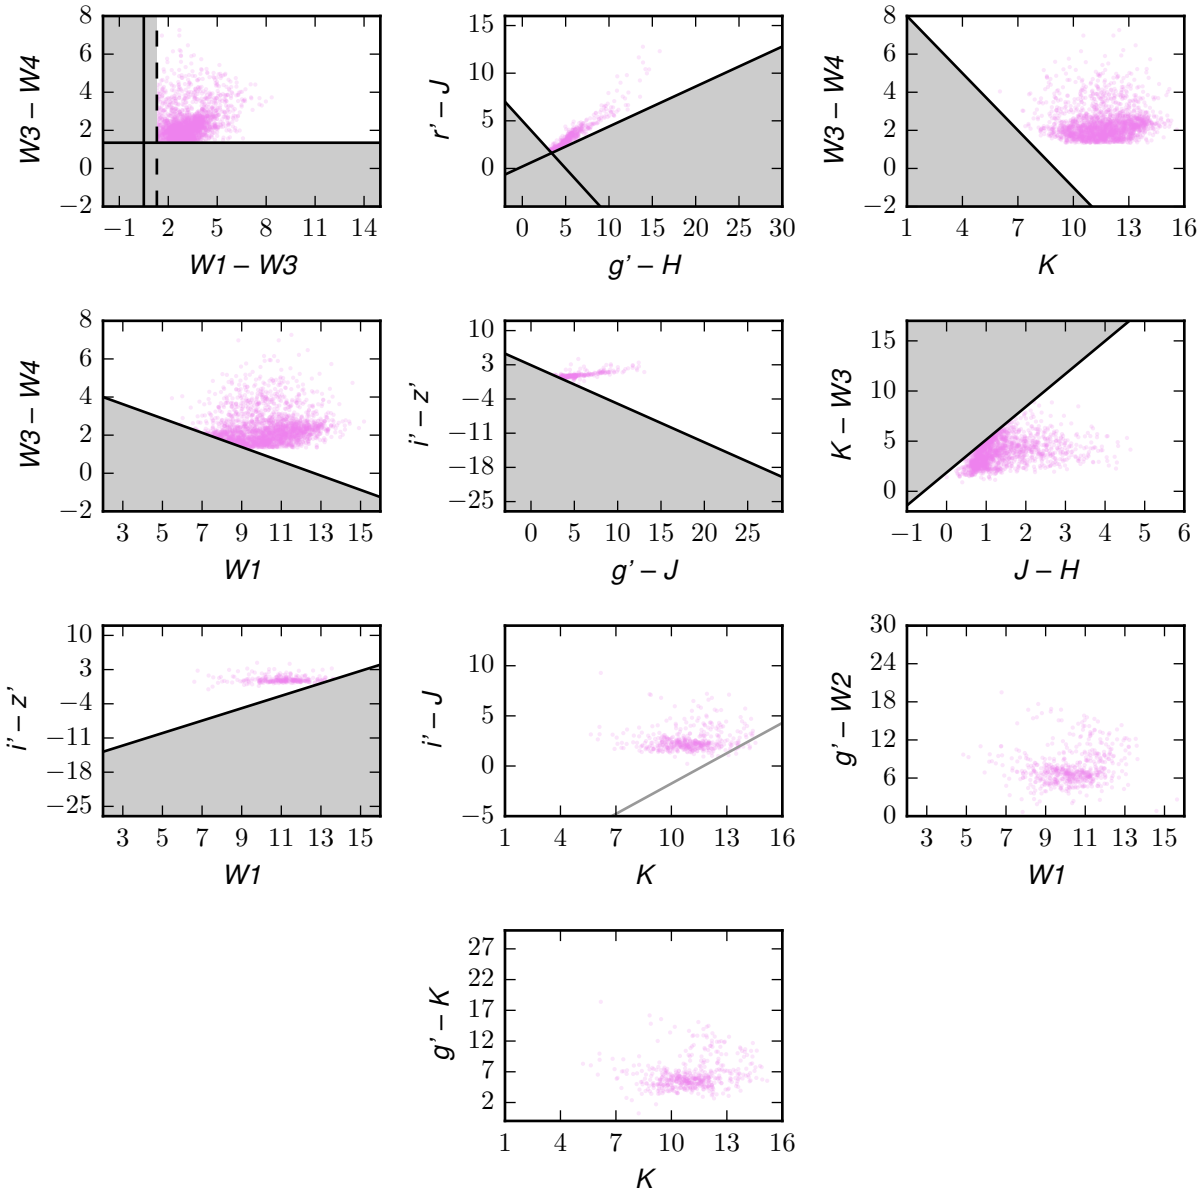 8
6
4
2
0
−2
W3 – W4
−1 2 5 8 11 14
W1 – W3
15
10
5
0
r' – J
0 5 10 15 20 25 30
g' – H
8
6
4
2
0
−2
W3 – W4
1 4 7 10 13 16
K
8
6
4
2
0
−2
W3 – W4
3 5 7 9 11 13 15
W1
10
3
−4
−11
−18
−25
i' – z'
0 5 10 15 20 25
g' – J
15
10
5
0
K – W3
−1 0 1 2 3 4 5 6
J – H
10
3
−4
−11
−18
−25
i' – z'
3 5 7 9 11 13 15
W1
10
5
0
−5
i' – J
1 4 7 10 13 16
K
30
24
18
12
6
0
g' – W2
3 5 7 9 11 13 15
W1
27
22
17
12
7
2
g' – K
1 4 7 10 13 16
K